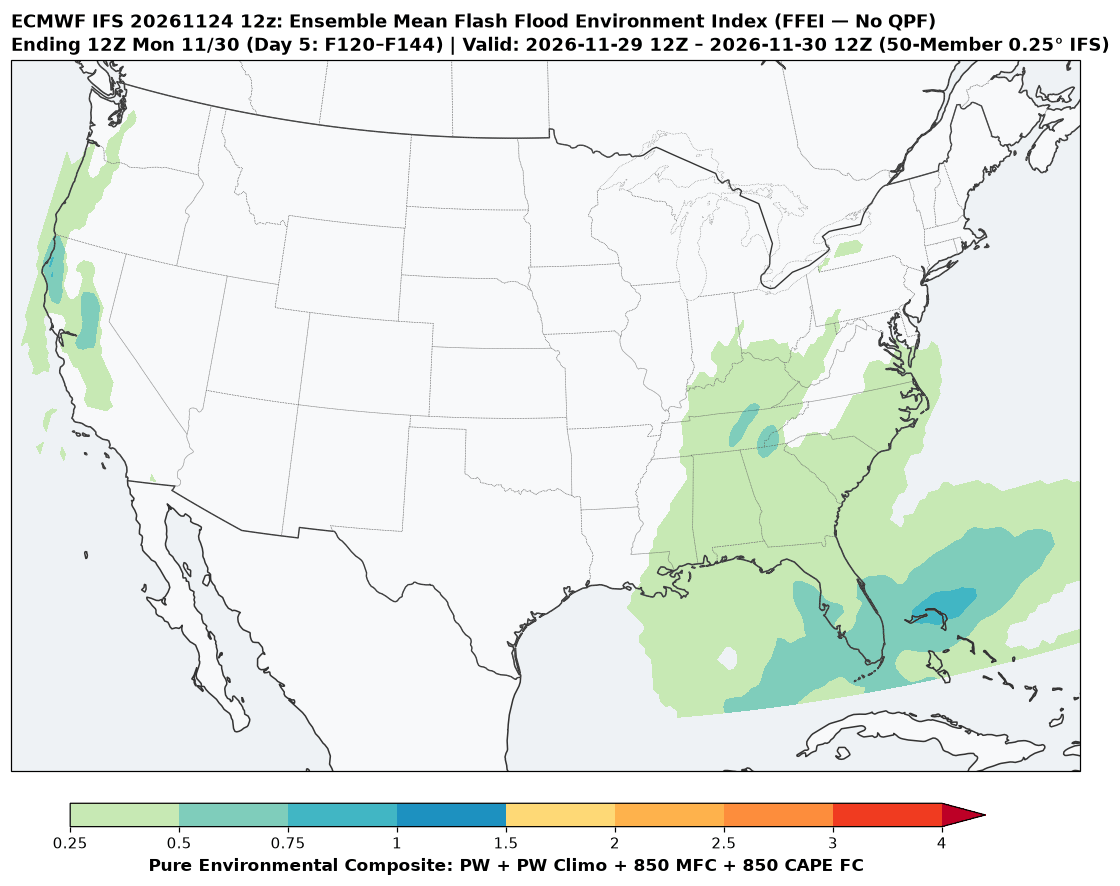 ECMWF IFS 20261124 12z: Ensemble Mean Flash Flood Environment Index (FFEI — No QPF)
Ending 12Z Mon 11/30 (Day 5: F120–F144) | Valid: 2026-11-29 12Z – 2026-11-30 12Z (50-Member 0.25° IFS)
0.25 0.5 0.75 1 1.5 2 2.5 3 4
Pure Environmental Composite: PW + PW Climo + 850 MFC + 850 CAPE FC